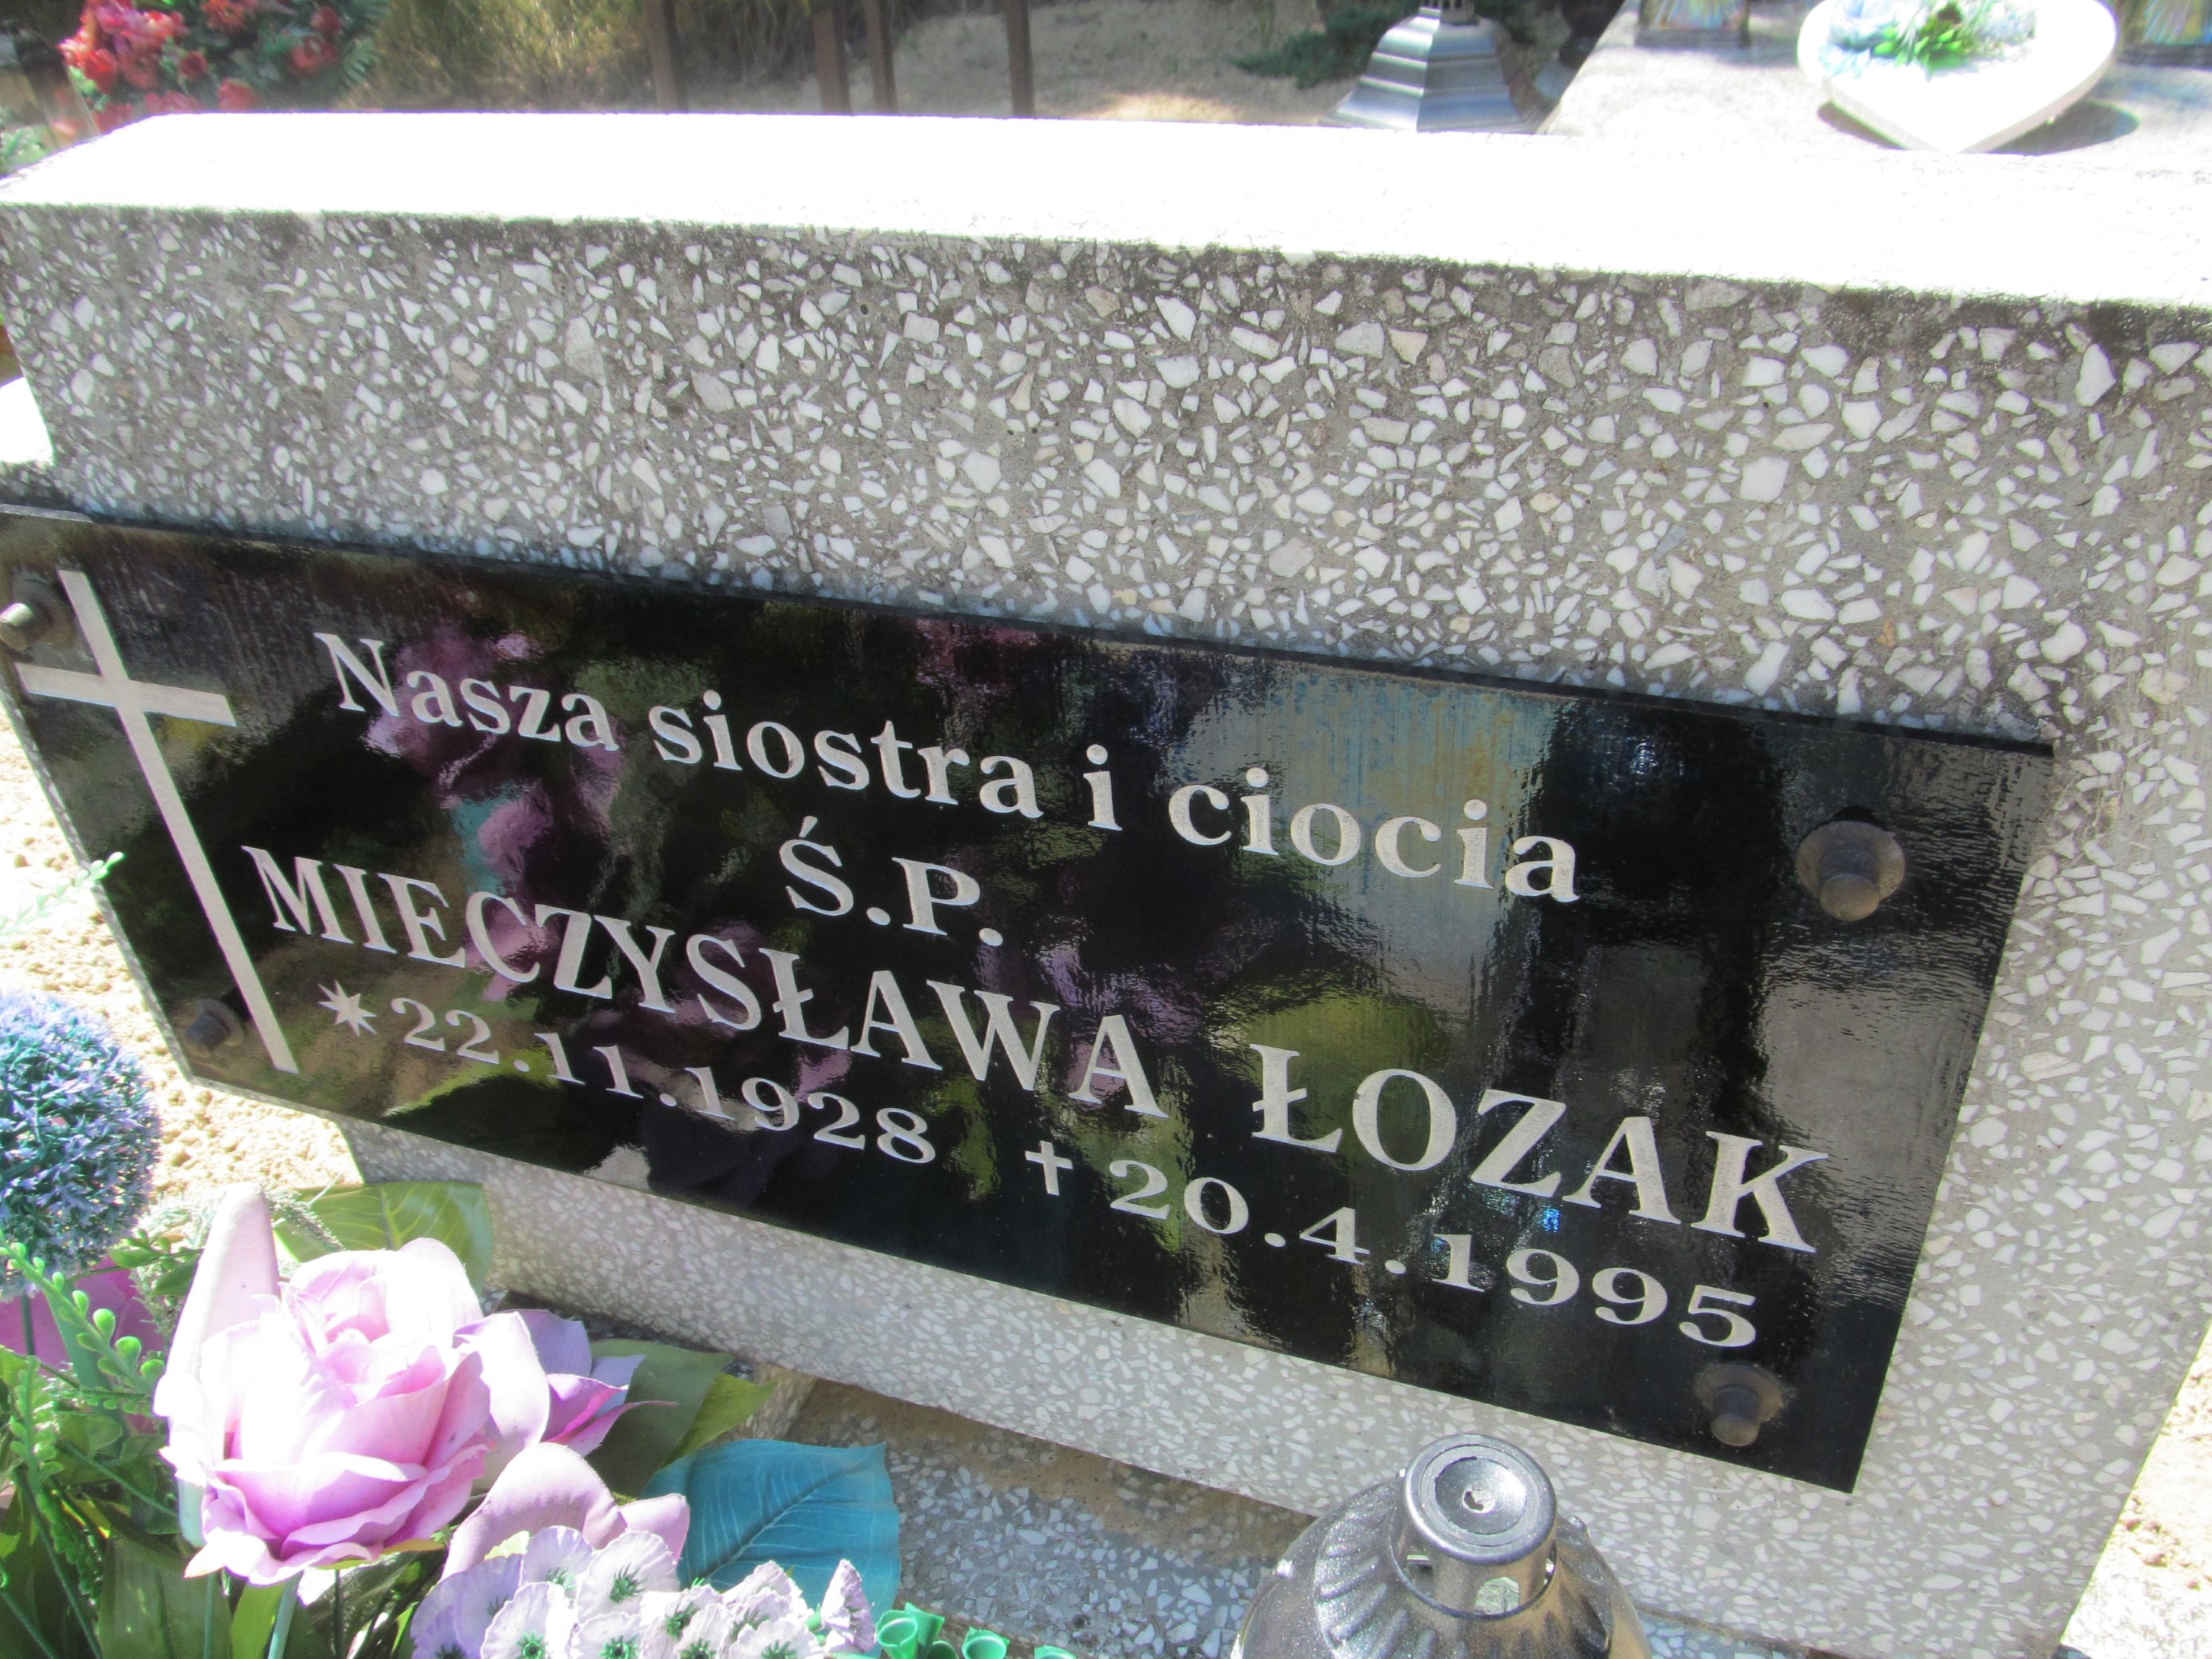 Nasza siostra i ciocia
Ś.P.
MIECZYSŁAWA ŁOZAK
* 22.11.1928 † 20.4.1995